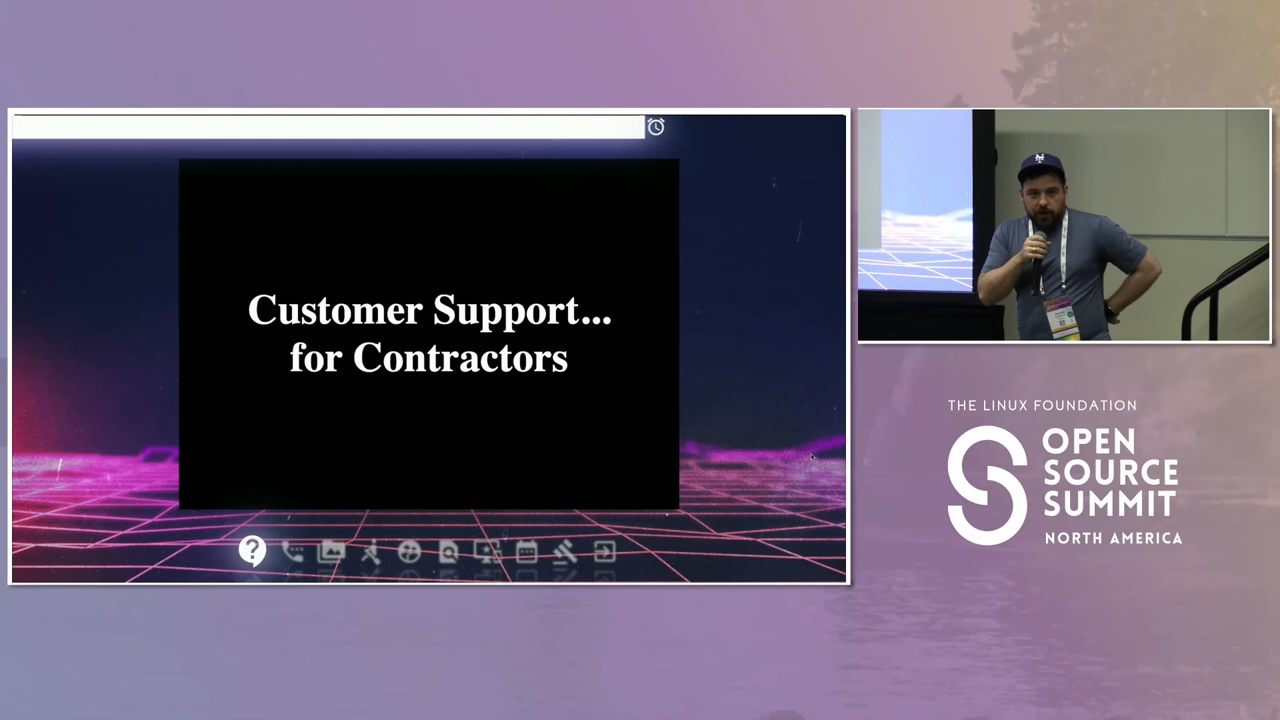 Customer Support...
for Contractors
THE LINUX FOUNDATION
OPEN
SOURCE
SUMMIT
NORTH AMERICA